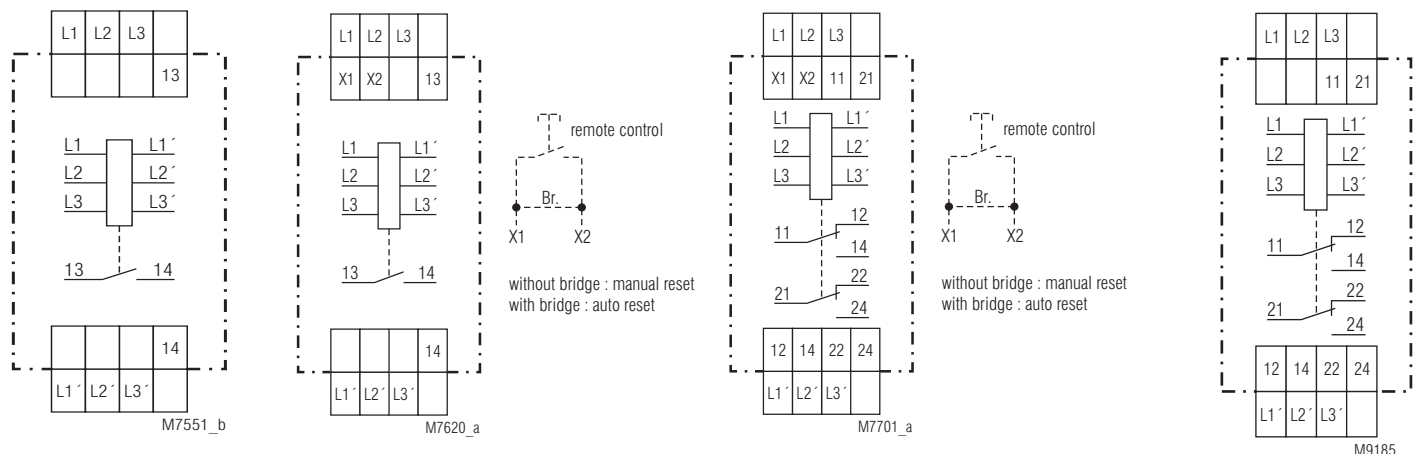 L1 L2 L3
13
L1 L1´
L2 L2´
L3 L3´
13 14
14
L1´ L2´ L3´
M7551_b
L1 L2 L3
X1 X2 13
L1 L1´
L2 L2´
L3 L3´
13 14
14
L1´ L2´ L3´
M7620_a
remote control
Br.
X1 X2
without bridge : manual reset
with bridge : auto reset
L1 L2 L3
X1 X2 11 21
L1 L1´
L2 L2´
L3 L3´
12
11
14
22
21
24
12 14 22 24
L1´ L2´ L3´
M7701_a
remote control
Br.
X1 X2
without bridge : manual reset
with bridge : auto reset
L1 L2 L3
11 21
L1 L1´
L2 L2´
L3 L3´
12
11
14
22
21
24
12 14 22 24
L1´ L2´ L3´
M9185